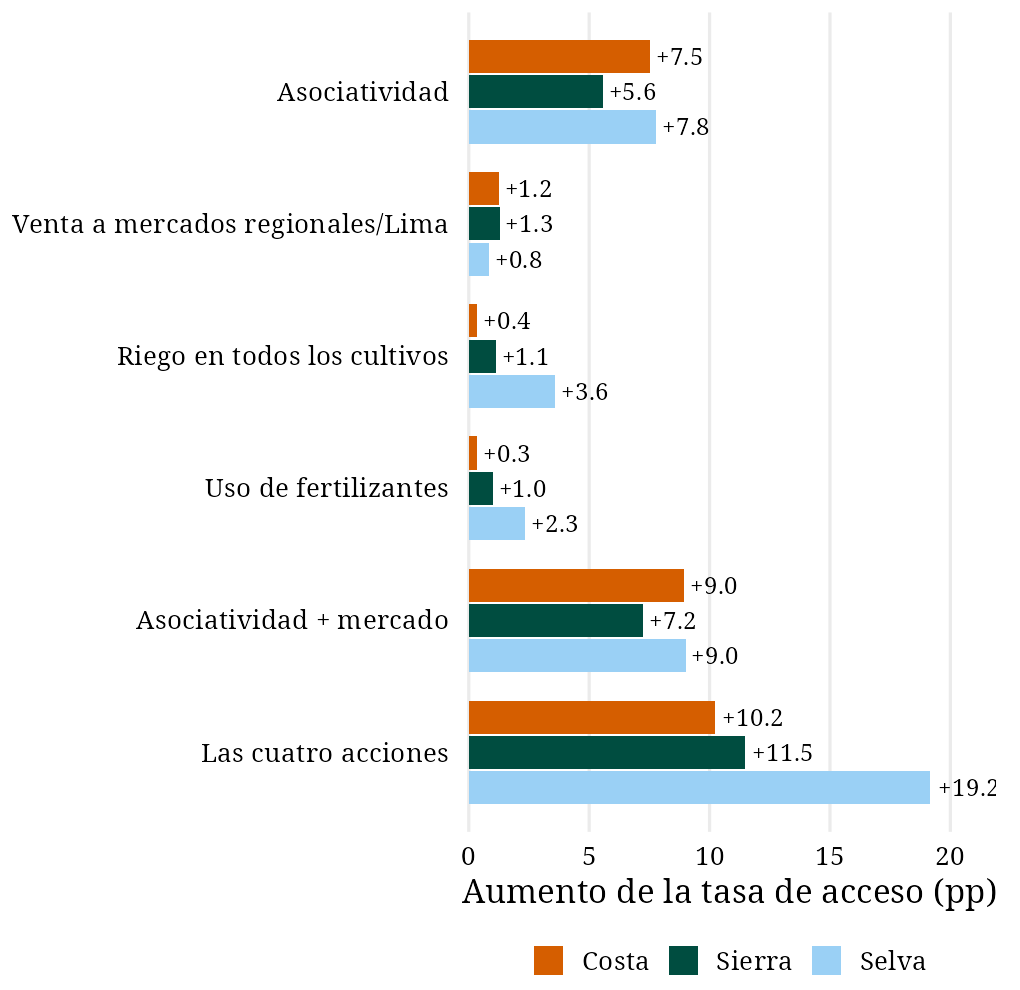 Asociatividad
+7.5
+5.6
+7.8
Venta a mercados regionales/Lima
+1.2
+1.3
+0.8
Riego en todos los cultivos
+0.4
+1.1
+3.6
Uso de fertilizantes
+0.3
+1.0
+2.3
Asociatividad + mercado
+9.0
+7.2
+9.0
Las cuatro acciones
+10.2
+11.5
+19.2
0 5 10 15 20
Aumento de la tasa de acceso (pp)
Costa Sierra Selva